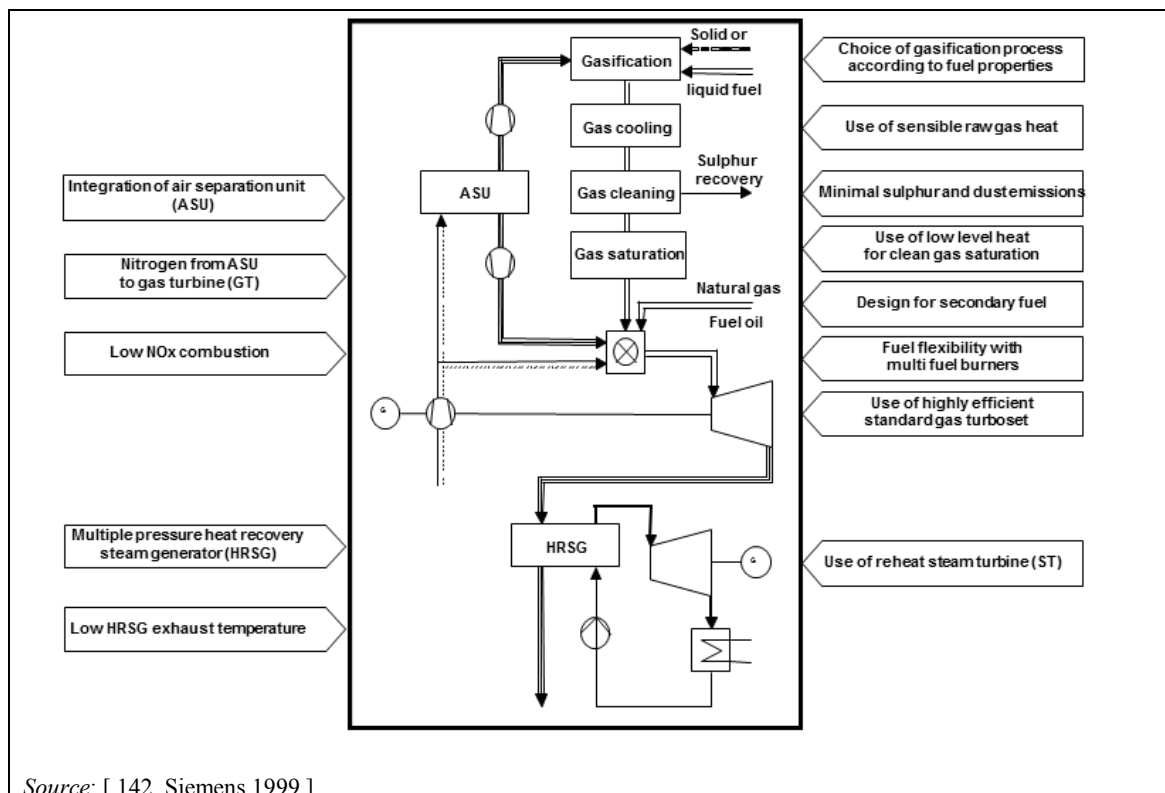 Solid or
Gasification
liquid fuel
Gas cooling
Sulphur
recovery
ASU
Gas cleaning
Gas saturation
Natural gas
Fuel oil
G
HRSG
G
Integration of air separation unit
(ASU)
Nitrogen from ASU
to gas turbine (GT)
Low NOx combustion
Multiple pressure heat recovery
steam generator (HRSG)
Low HRSG exhaust temperature
Choice of gasification process
according to fuel properties
Use of sensible raw gas heat
Minimal sulphur and dust emissions
Use of low level heat
for clean gas saturation
Design for secondary fuel
Fuel flexibility with
multi fuel burners
Use of highly efficient
standard gas turboset
Use of reheat steam turbine (ST)
Source: [ 142, Siemens 1999 ]